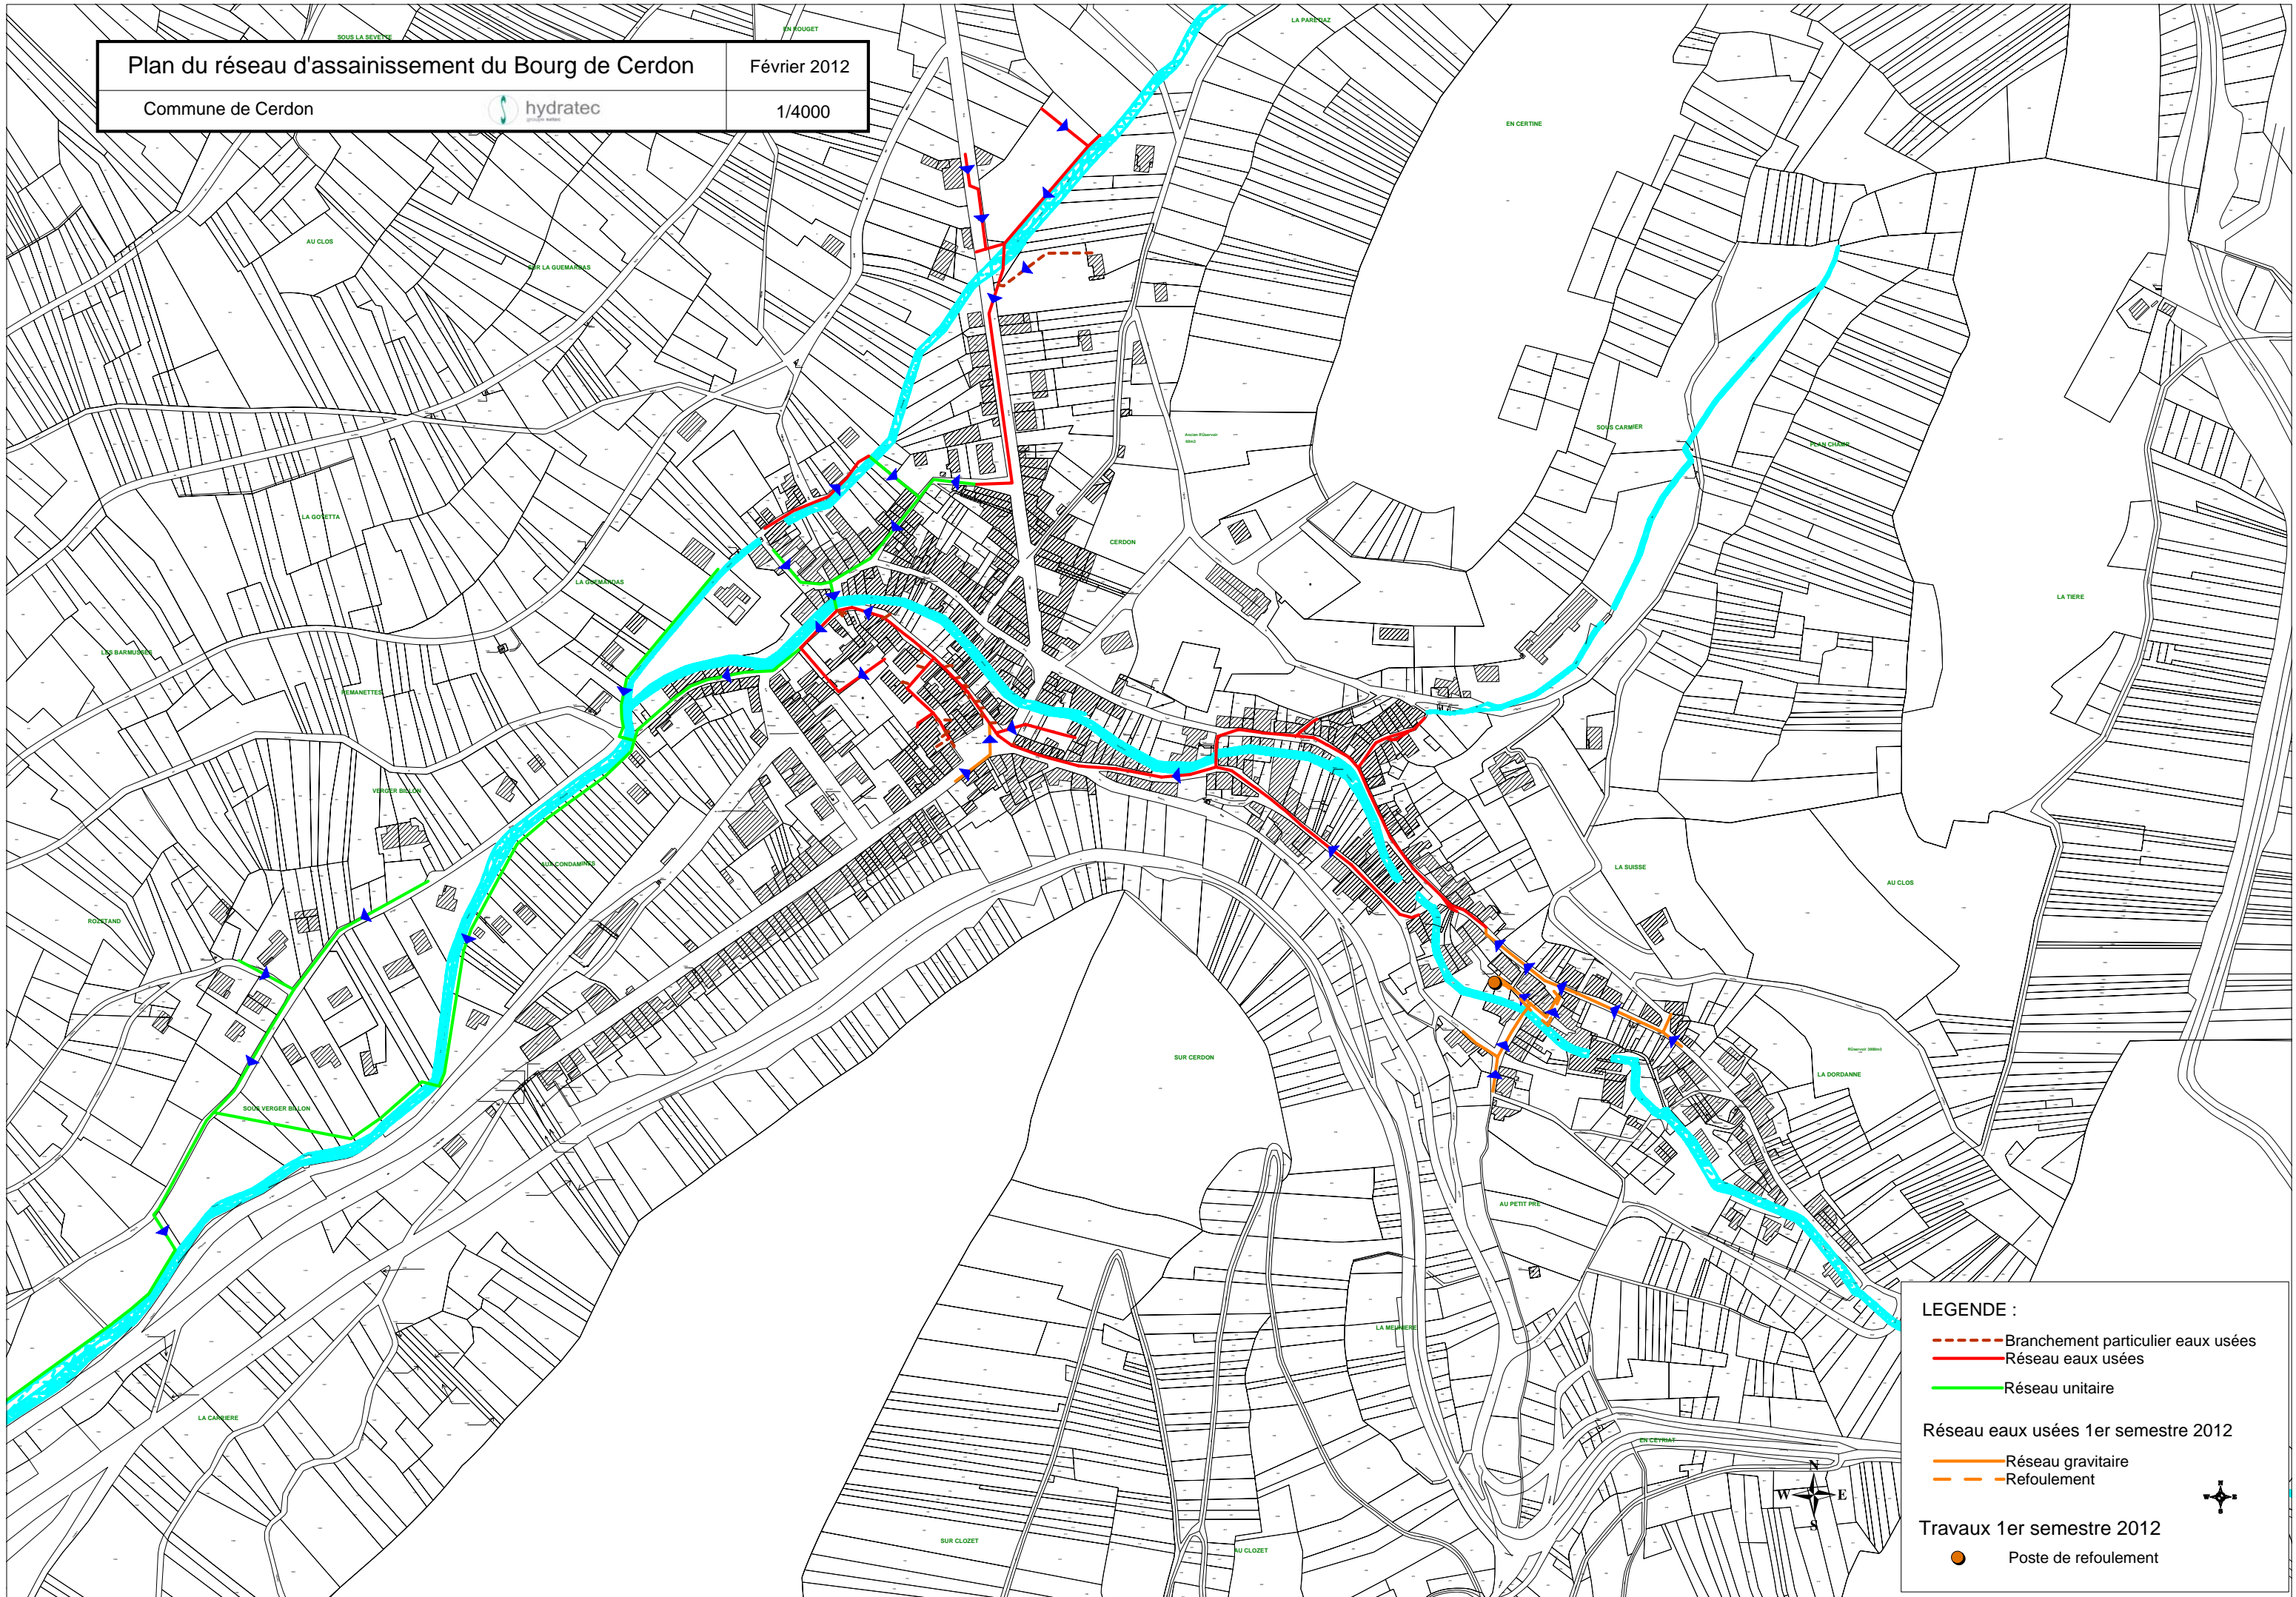 Plan du réseau d'assainissement du Bourg de Cerdon
Février 2012
Commune de Cerdon
hydratec
1/4000
SOUS LA SEVETTE
EN ROUGET
LA PARETIAZ
EN CERTINE
AU CLOS
SUR LA GUEMARDAS
SOUS CARMIER
PLAN CHAMP
LA GOTETTA
CERDON
LA GUEMARDAS
LA TIERE
LES BARMUSSES
REMANETTES
VERGER BILLON
AUX CONDAMINES
LA SUISSE
AU CLOS
ROZETAND
SUR CERDON
LA DORDANNE
SOUS VERGER BILLON
AU PETIT PRE
LA MEUNIERE
LA CARRIERE
EN CEYRIAT
SUR CLOZET
AU CLOZET
N
W E
S
LEGENDE :
Branchement particulier eaux usées
Réseau eaux usées
Réseau unitaire
Réseau eaux usées 1er semestre 2012
Réseau gravitaire
Refoulement
Travaux 1er semestre 2012
Poste de refoulement